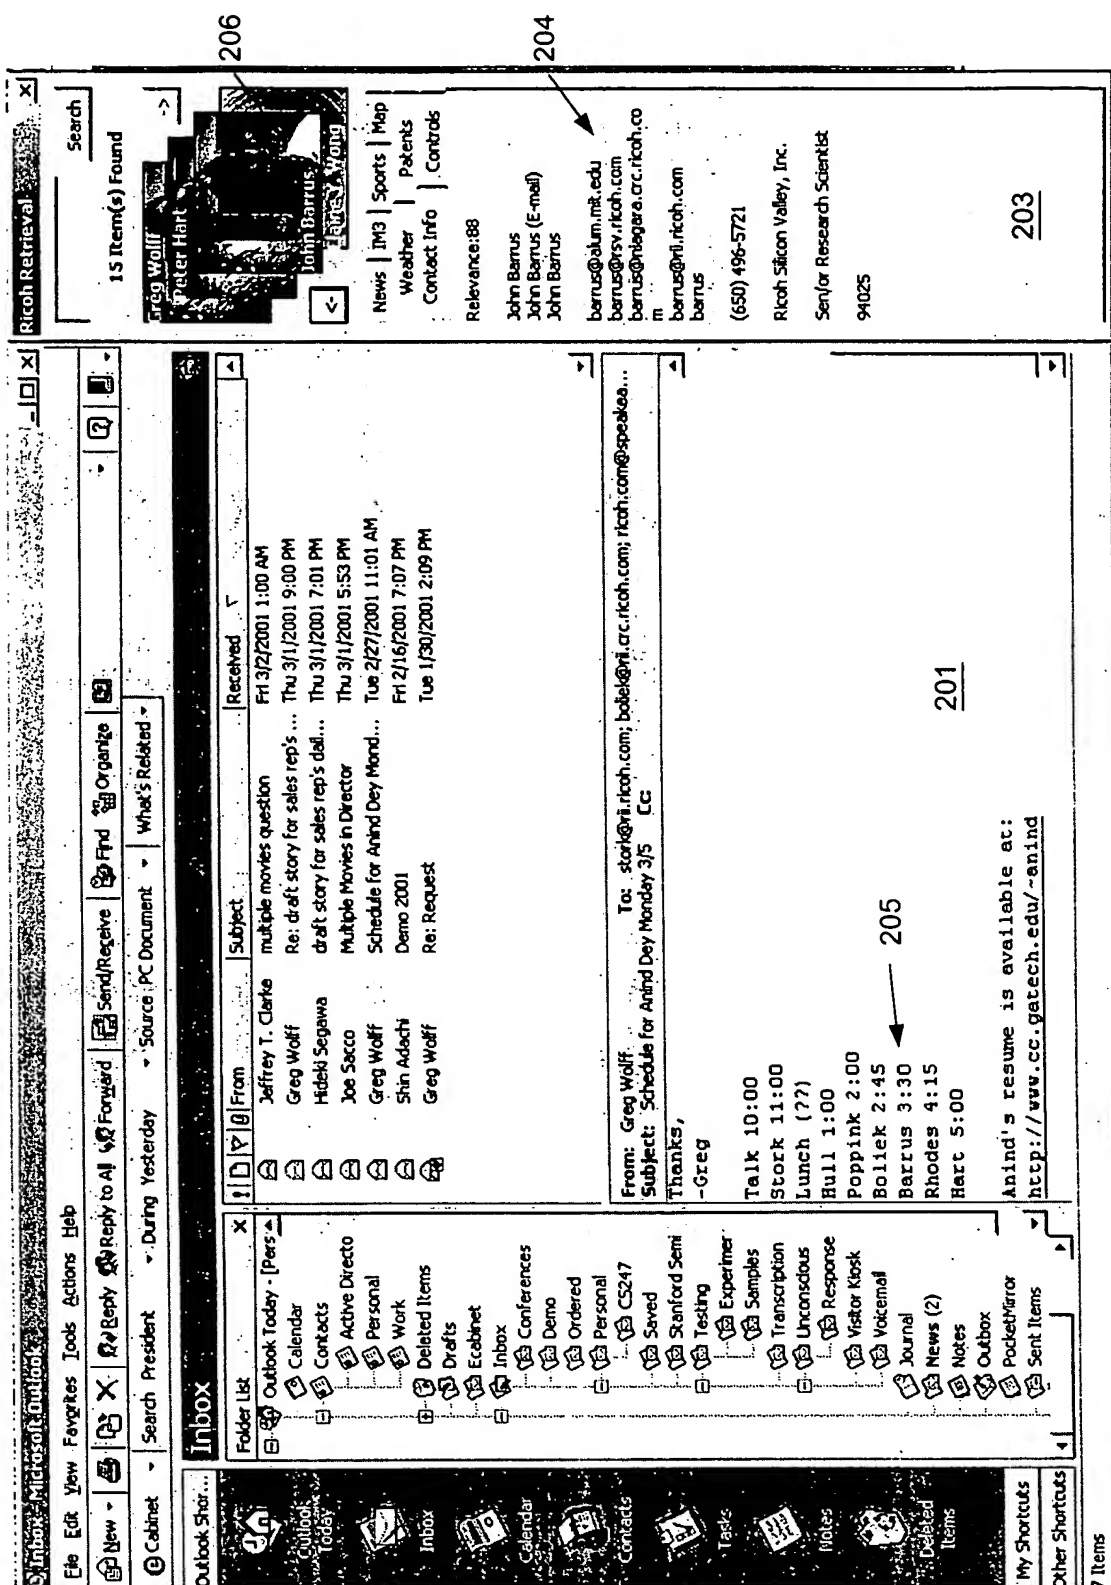 Inbox - Microsoft Outlook
File Edit View Favorites Tools Actions Help
New Reply Reply to All Forward Send/Receive Find Organize
@ Cabinet Search President During Yesterday Source: PC Document What's Related
Outlook Shor...
Outlook Today
Inbox
Calendar
Contacts
Tasks
Notes
Deleted Items
My Shortcuts
Other Shortcuts
7 Items
Inbox
Folder List X
Outlook Today - [Pers
Calendar
Contacts
Active Directo
Personal
Work
Deleted Items
Drafts
Ecabinet
Inbox
Conferences
Demo
Ordered
Personal
CS247
Saved
Stanford Semi
Testing
Experimer
Samples
Transcription
Unconscious
Response
Visitor Kiosk
Voicemail
Journal
News (2)
Notes
Outbox
PocketMirror
Sent Items
! From Subject Received
Jeffrey T. Clarke multiple movies question Fri 3/2/2001 1:00 AM
Greg Wolff Re: draft story for sales rep's ... Thu 3/1/2001 9:00 PM
Hideki Segawa draft story for sales rep's dail... Thu 3/1/2001 7:01 PM
Joe Sacco Multiple Movies in Director Thu 3/1/2001 5:53 PM
Greg Wolff Schedule for Anind Dey Mond... Tue 2/27/2001 11:01 AM
Shin Adachi Demo 2001 Fri 2/16/2001 7:07 PM
Greg Wolff Re: Request Tue 1/30/2001 2:09 PM
From: Greg Wolff To: stork@rii.ricoh.com; boliek@rii.crc.ricoh.com; ricoh.com@speakea...
Subject: Schedule for Anind Dey Monday 3/5 Cc:
Thanks,
-Greg
Talk 10:00
Stork 11:00
Lunch (??)
Hull 1:00
Poppink 2:00
Boliek 2:45
Barrus 3:30
Rhodes 4:15
Hart 5:00
Anind's resume is available at:
http://www.cc.gatech.edu/~anind
205
201
Ricoh Retrieval X
Search
15 Item(s) Found
<- ->
Greg Wolff
Peter Hart
John Barrus
News | IM3 | Sports | Map
Weather | Patents
Contact Info | Controls
Relevance:88
John Barrus
John Barrus (E-mail)
John Barrus
barrus@alum.mit.edu
barrus@rsv.ricoh.com
barrus@niagara.crc.ricoh.co
m
barrus@rii.ricoh.com
barrus
(650) 496-5721
Ricoh Silicon Valley, Inc.
Sen/or Research Scientist
94025
203
206
204